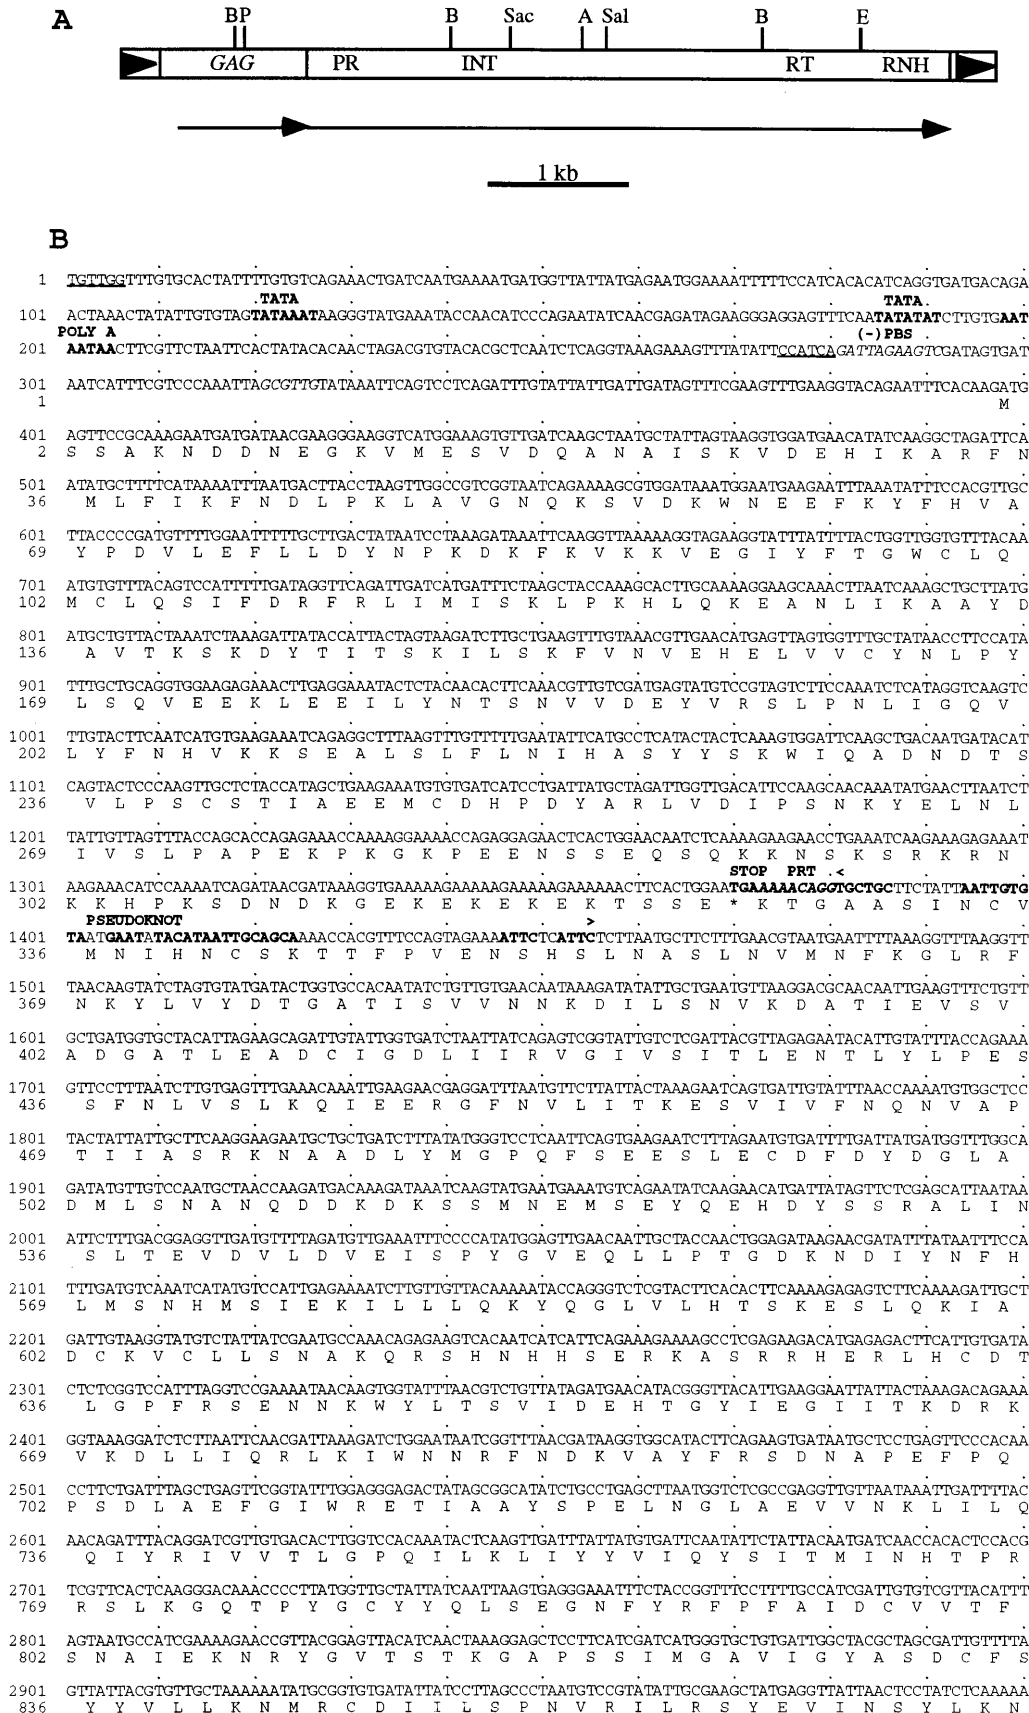 A
BP B Sac A Sal B E
GAG PR INT RT RNH
1 kb
B
1 TGTTGGTTTGTGCACTATTTTGTGTCAGAAACTGATCAATGAAAATGATGGTTATTATGAGAATGGAAAATTTTTCCATCACACATCAGGTGATGACAGA
TATA TATA
101 ACTAAACTATATTGTGTAGTATAAATAAGGGTATGAAATACCATGATCATCCCAGAATATCAACGAGATAGAAGGGAGGAGTTTCAATATATATCTTGTGAAT
POLY A (-)PBS
201 AATAACTTCGTTCTAATTCACTATACACAACTAGACGTGTACACGCTCAATCTCAGGTAAAGAAAGTTTATATTCCATCAGATTAGAAGTCGATAGTGAT
301 AATCATTTCGTCCCAAATTAGCGTTGTATAAATTCAGTCCTCAGATTTGTATTATTGATTGATAGTTTCGAAGTTTGAAGGTACAGAATTTCACAAGATG
1 M
401 AGTTCCGCAAAGAATGATGATAACGAAGGGAAGGTCATGGAAAGTGTTGATCAAGCTAATGCTATTAGTAAGGTGGATGAACATATCAAGGCTAGATTCA
2 S S A K N D D N E G K V M E S V D Q A N A I S K V D E H I K A R F N
501 ATATGCTTTTCATAAAATTTAATGACTTACCTAAGTTGGCCGTCGGTAATCAGAAAAGCGTGGATAAATGGAATGAAGAATTTAAATATTTCCACGTTGC
36 M L F I K F N D L P K L A V G N Q K S V D K W N E E F K Y F H V A
601 TTACCCCGATGTTTTGGAATTTTTGCTTGACTATAATCCTAAAGATAAATTCAAGGTTAAAAAGGTAGAAGGTATTTATTTTACTGGTTGGTGTTTACAA
69 Y P D V L E F L L D Y N P K D K F K V K K V E G I Y F T G W C L Q
701 ATGTGTTTACAGTCCATTTTTGATAGGTTCAGATTGATCATGATTTCTAAGCTACCAAAGCACTTGCAAAAGGAAGCAAACTTAATCAAAGCTGCTTATG
102 M C L Q S I F D R F R L I M I S K L P K H L Q K E A N L I K A A Y D
801 ATGCTGTTACTAAATCTAAAGATTATACCATTACTAGTAAGATCTTGCTGAAGTTTGTAAACGTTGAACATGAGTTAGTGGTTTGCTATAACCTTCCATA
136 A V T K S K D Y T I T S K I L S K F V N V E H E L V V C Y N L P Y
901 TTTGCTGCAGGTGGAAGAGAAACTTGAGGAAATACTCTACAACACTTCAAACGTTGTCGATGAGTATGTCCGTAGTCTTCCAAATCTCATAGGTCAAGTC
169 L S Q V E E K L E E I L Y N T S N V V D E Y V R S L P N L I G Q V
1001 TTGTACTTCAATCATGTGAAGAAATCAGAGGCTTTAAGTTTGTTTTTGAATATTCATGCCTCATACTACTCAAAGTGGATTCAAGCTGACAATGATACAT
202 L Y F N H V K K S E A L S L F L N I H A S Y Y S K W I Q A D N D T S
1101 CAGTACTCCCAAGTTGCTCTACCATAGCTGAAGAAATGTGTGATCATCCTGATTATGCTAGATTGGTTGACATTCCAAGCAACAAATATGAACTTAATCT
236 V L P S C S T I A E E M C D H P D Y A R L V D I P S N K Y E L N L
1201 TATTGTTAGTTTACCAGCACCAGAGAAACCAAAAGGAAAACCAGAGGAGAACTCACTGGAACAATCTCAAAAGAAGAACCTGAAATCAAGAAAGAGAAAT
269 I V S L P A P E K P K G K P E E N S S E Q S Q K K N S K S R K R N
STOP PRT .<
1301 AAGAAACATCCAAAATCAGATAACGATAAAGGTGAAAAAGAAAAAGAAAAAGAAAAAACTTCACTGGAATGAAAAACAGGTGCTGCTTCTATTAATTGTG
302 K K H P K S D N D K G E K E K E K E K T S S E * K T G A A S I N C V
PSEUDOKNOT >
1401 TAATGAATATACATAATTGCAGCAAAACCACGTTTCCAGTAGAAAATTCTCATTCTCTTAATGCTTCTTTGAACGTAATGAATTTTAAAGGTTTAAGGTT
336 M N I H N C S K T T F P V E N S H S L N A S L N V M N F K G L R F
1501 TAACAAGTATCTAGTGTATGATACTGGTGCCACAATATCTGTTGTGAACAATAAAGATATATTGCTGAATGTTAAGGACGCAACAATTGAAGTTTCTGTT
369 N K Y L V Y D T G A T I S V V N N K D I L S N V K D A T I E V S V
1601 GCTGATGGTGCTACATTAGAAGCAGATTGTATTGGTGATCTAATTATCAGAGTCGGTATTGTCTCGATTACGTTAGAGAATACATTGTATTTACCAGAAA
402 A D G A T L E A D C I G D L I I R V G I V S I T L E N T L Y L P E S
1701 GTTCCTTTAATCTTGTGAGTTTGAAACAAATTGAAGAACGAGGATTTAATGTTCTTATTACTAAAGAATCAGTGATTGTATTTAACCAAAATGTGGCTCC
436 S F N L V S L K Q I E E R G F N V L I T K E S V I V F N Q N V A P
1801 TACTATTATTGCTTCAAGGAAGAATGCTGCTGATCTTTATATGGGTCCTCAATTCAGTGAAGAATCTTTAGAATGTGATTTTGATTATGATGGTTTGGCA
469 T I I A S R K N A A D L Y M G P Q F S E E S L E C D F D Y D G L A
1901 GATATGTTGTCCAATGCTAACCAAGATGACAAAGATAAATCAAGTATGAATGAAATGTCAGAATATCAAGAACATGATTATAGTTCTCGAGCATTAATAA
502 D M L S N A N Q D D K D K S S M N E M S E Y Q E H D Y S S R A L I N
2001 ATTCTTTGACGGAGGTTGATGTTTTAGATGTTGAAATTTCCCCATATGGAGTTGAACAATTGCTACCAACTGGAGATAAGAACGATATTTATAATTTCCA
536 S L T E V D V L D V E I S P Y G V E Q L L P T G D K N D I Y N F H
2101 TTTGATGTCAAATCATATGTCCATTGAGAAAATCTTGTTGTTACAAAAATACCAGGGTCTCGTACTTCACACTTCAAAAGAGAGTCTTCAAAAGATTGCT
569 L M S N H M S I E K I L L L Q K Y Q G L V L H T S K E S L Q K I A
2201 GATTGTAAGGTATGTCTATTATCGAATGCCAAACAGAGAAGTCACAATCATCATTCAGAAAGAAAAGCCTCGAGAAGACATGAGAGACTTCATTGTGATA
602 D C K V C L L S N A K Q R S H N H H S E R K A S R R H E R L H C D T
2301 CTCTCGGTCCATTTAGGTCCGAAAATAACAAGTGGTATTTAACGTCTGTTATAGATGAACATACGGGTTACATTGAAGGAATTATTACTAAAGACAGAAA
636 L G P F R S E N N K W Y L T S V I D E H T G Y I E G I I T K D R K
2401 GGTAAAGGATCTCTTAATTCAACGATTAAAGATCTGGAATAATCGGTTTAACGATAAGGTGGCATACTTCAGAAGTGATAATGCTCCTGAGTTCCCACAA
669 V K D L L I Q R L K I W N N R F N D K V A Y F R S D N A P E F P Q
2501 CCTTCTGATTTAGCTGAGTTCGGTATTTGGAGGGAGACTATAGCGGCATATCTGCCTGAGCTTAATGGTCTCGCCGAGGTTGTTAATAAATTGATTTTAC
702 P S D L A E F G I W R E T I A A Y S P E L N G L A E V V N K L I L Q
2601 AACAGATTTACAGGATCGTTGTGACACTTGGTCCACAAATACTCAAGTTGATTTATTATGTGATTCAATATTCTATTACAATGATCAACCACACTCCACG
736 Q I Y R I V V T L G P Q I L K L I Y Y V I Q Y S I T M I N H T P R
2701 TCGTTCACTCAAGGGACAAACCCCTTATGGTTGCTATTATCAATTAAGTGAGGGAAATTTCTACCGGTTTCCTTTTGCCATCGATTGTGTCGTTACATTT
769 R S L K G Q T P Y G C Y Y Q L S E G N F Y R F P F A I D C V V T F
2801 AGTAATGCCATCGAAAAGAACCGTTACGGAGTTACATCAACTAAAGGAGCTCCTTCATCGATCATGGGTGCTGTGATTGGCTACGCTAGCGATTGTTTTA
802 S N A I E K N R Y G V T S T K G A P S S I M G A V I G Y A S D C F S
2901 GTTATTACGTGTTGCTAAAAAATATGCGGTGTGATATTATCCTTAGCCCTAATGTCCGTATATTGCGAAGCTATGAGGTTATTAACTCCTATCTCAAAAA
836 Y Y V L L K N M R C D I I L S P N V R I L R S Y E V I N S Y L K N